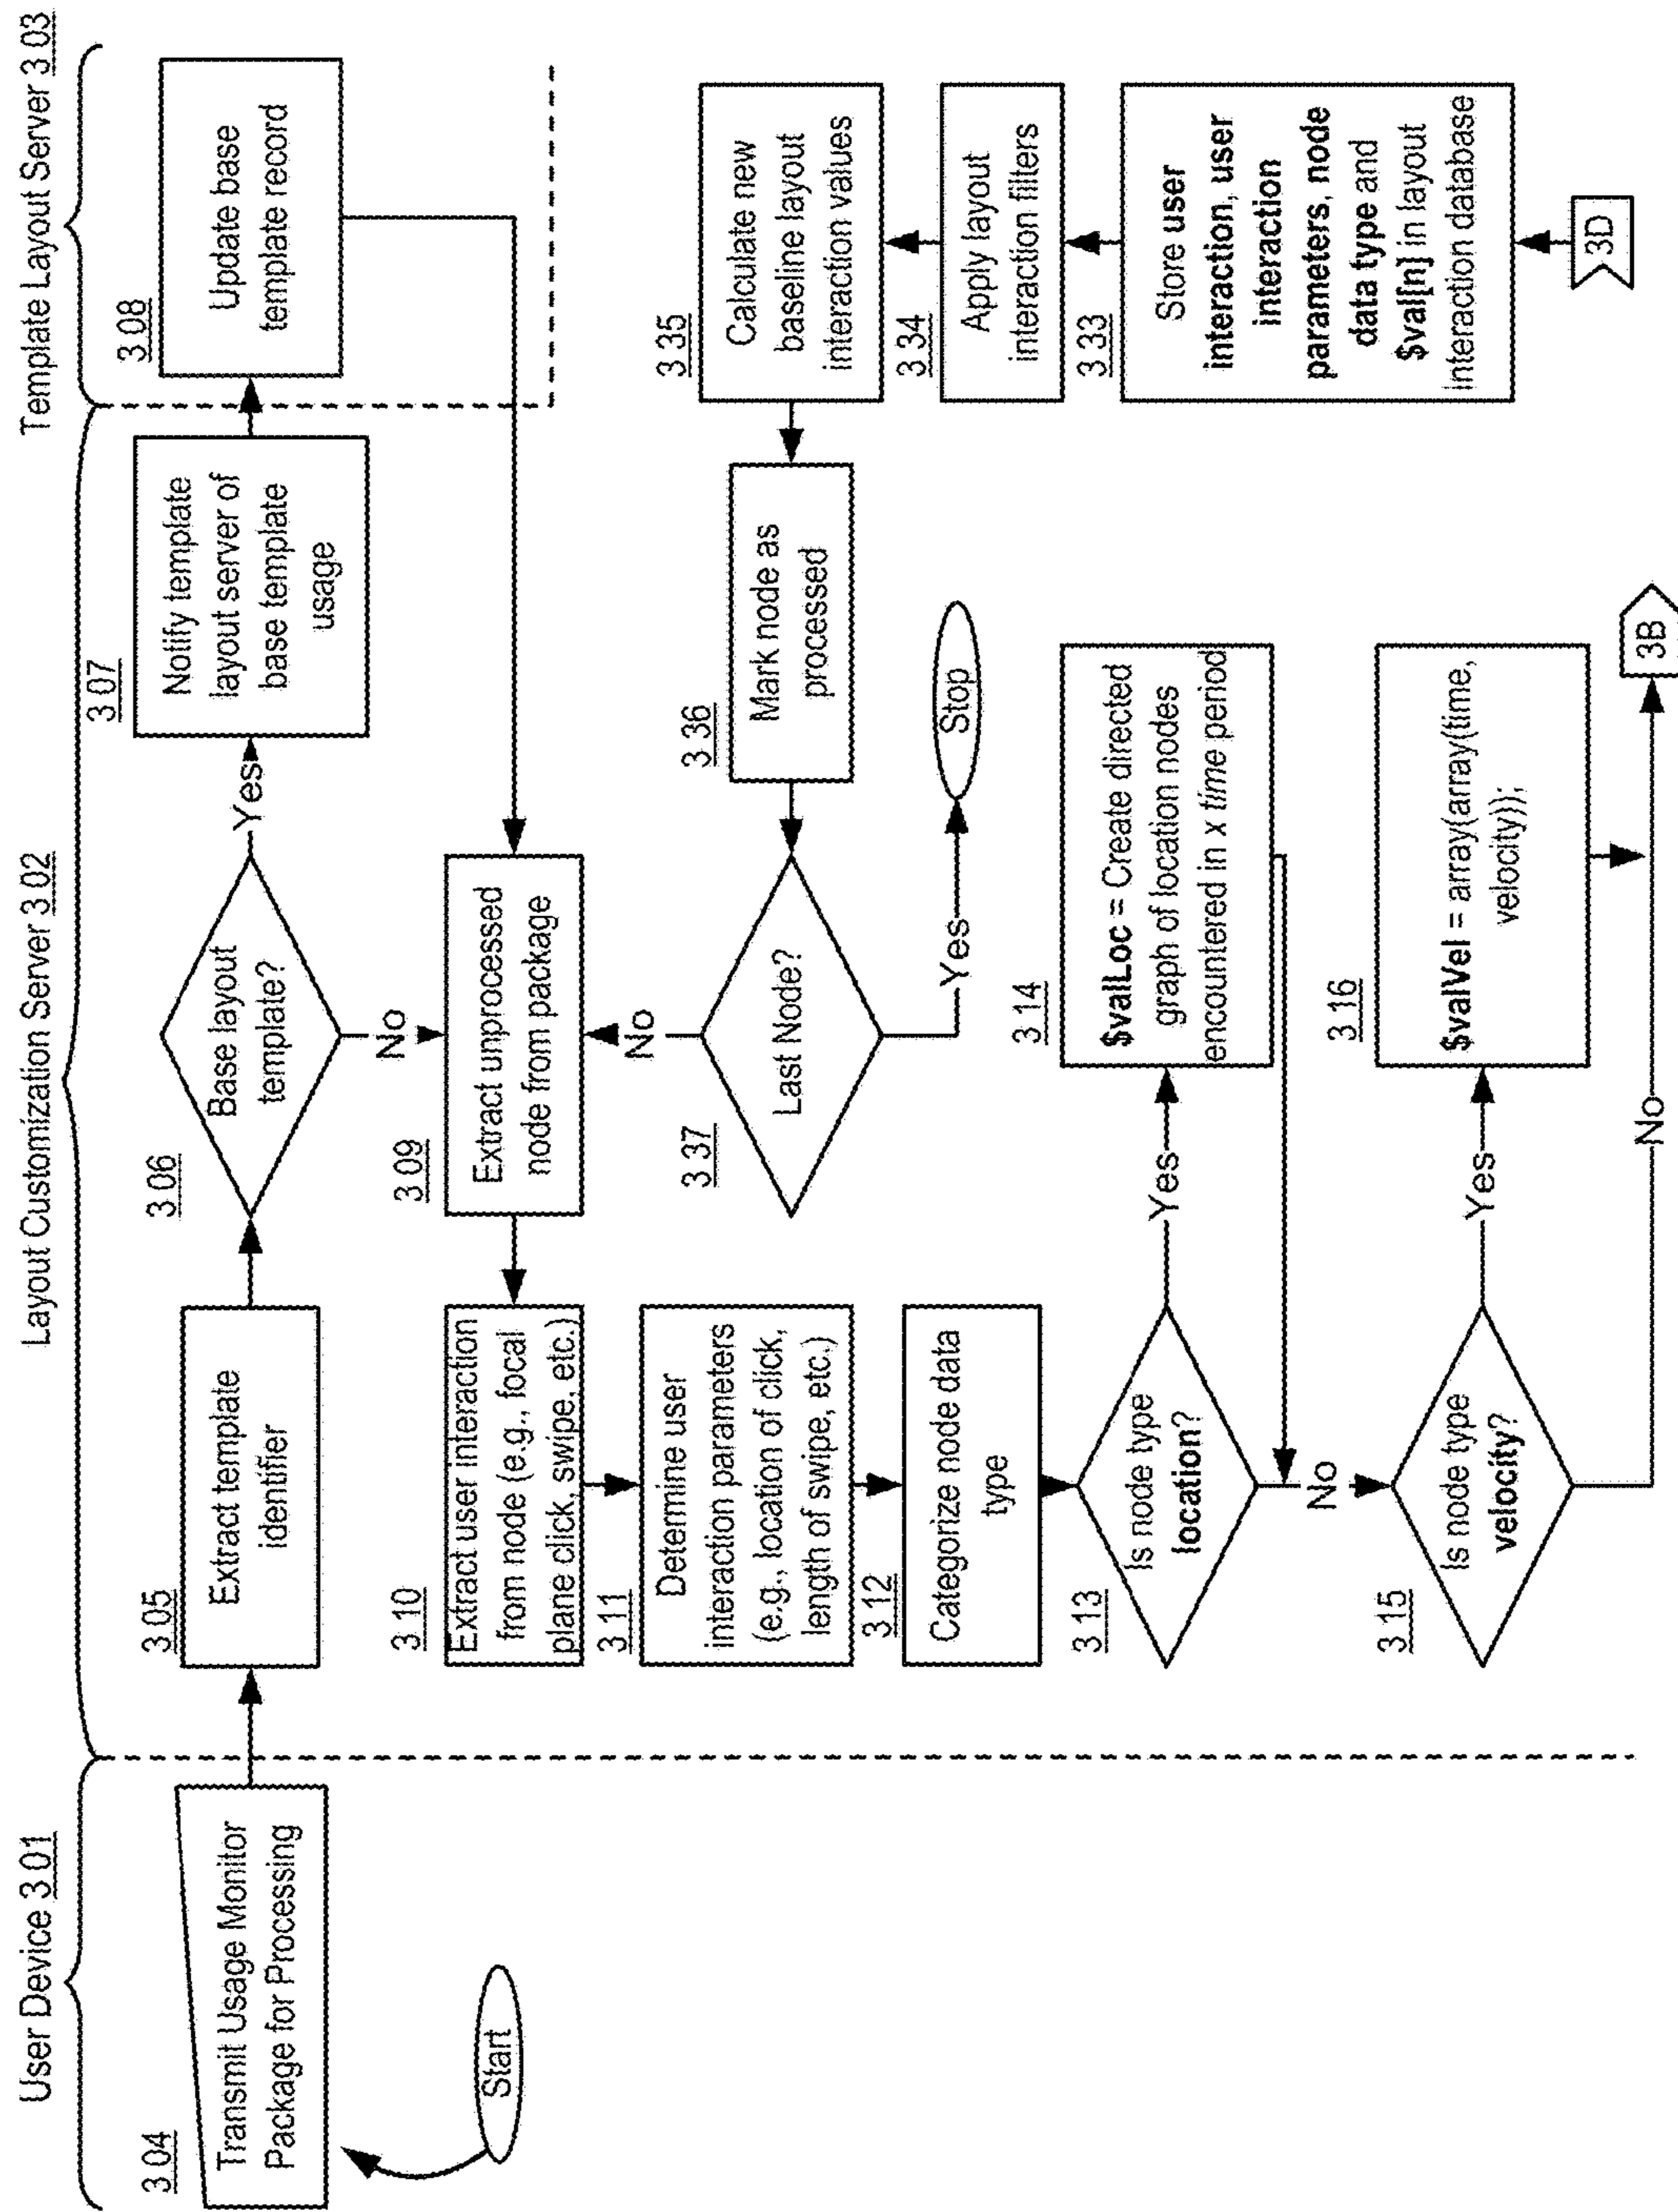 User Device 3 01
Layout Customization Server 3 02
Template Layout Server 3 03
3 04
Transmit Usage Monitor
Package for Processing
Start
3 05
Extract template
identifier
3 06
Base layout
template?
Yes
No
3 07
Notify template
layout server of
base template
usage
3 08
Update base
template record
3 09
Extract unprocessed
node from package
3 10
Extract user interaction
from node (e.g., focal
plane click, swipe, etc.)
3 11
Determine user
interaction parameters
(e.g., location of click,
length of swipe, etc.)
3 12
Categorize node data
type
3 13
Is node type
location?
Yes
No
3 14
$valLoc = Create directed
graph of location nodes
encountered in x time period
3 15
Is node type
velocity?
Yes
No
3 16
$valVel = array(array(time,
velocity));
3B
3D
3 33
Store user
interaction, user
interaction
parameters, node
data type and
$val[n] in layout
interaction database
3 34
Apply layout
interaction filters
3 35
Calculate new
baseline layout
interaction values
3 36
Mark node as
processed
3 37
Last Node?
No
Yes
Stop